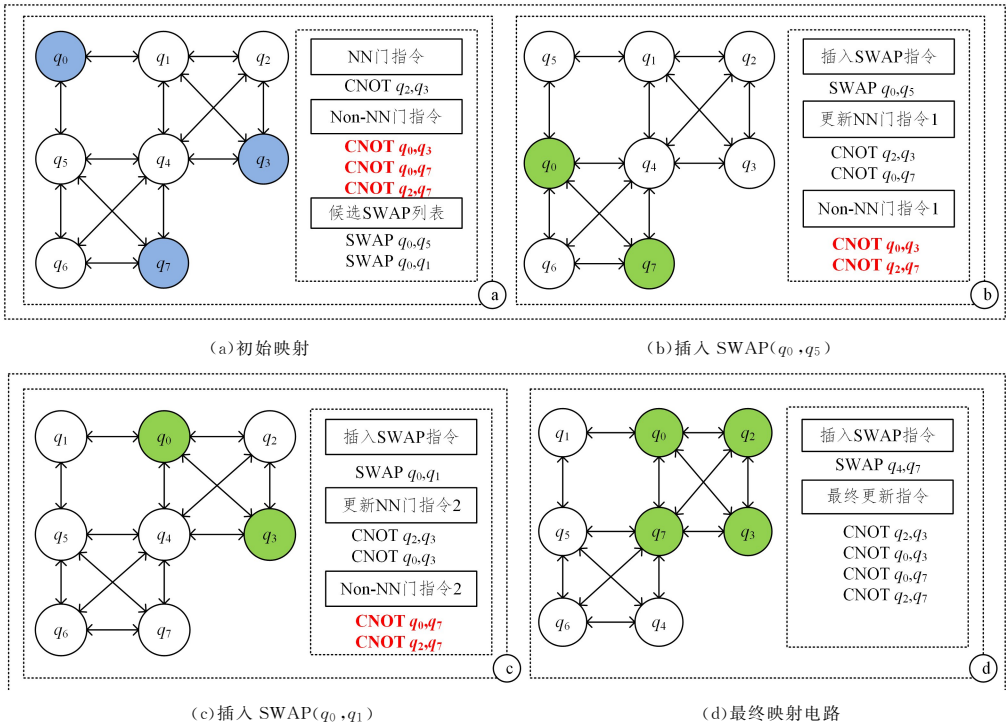 q0
q1
q2
q5
q4
q3
q6
q7
NN门指令
CNOT q2,q3
Non-NN门指令
CNOT q0,q3
CNOT q0,q7
CNOT q2,q7
候选SWAP列表
SWAP q0,q5
SWAP q0,q1
a
(a)初始映射
q5
q1
q2
q0
q4
q3
q6
q7
插入SWAP指令
SWAP q0,q5
更新NN门指令1
CNOT q2,q3
CNOT q0,q7
Non-NN门指令1
CNOT q0,q3
CNOT q2,q7
b
(b)插入 SWAP(q0,q5)
q1
q0
q2
q5
q4
q3
q6
q7
插入SWAP指令
SWAP q0,q1
更新NN门指令2
CNOT q2,q3
CNOT q0,q3
Non-NN门指令2
CNOT q0,q7
CNOT q2,q7
c
(c)插入 SWAP(q0,q1)
q1
q0
q2
q5
q7
q3
q6
q4
插入SWAP指令
SWAP q4,q7
最终更新指令
CNOT q2,q3
CNOT q0,q3
CNOT q0,q7
CNOT q2,q7
d
(d)最终映射电路